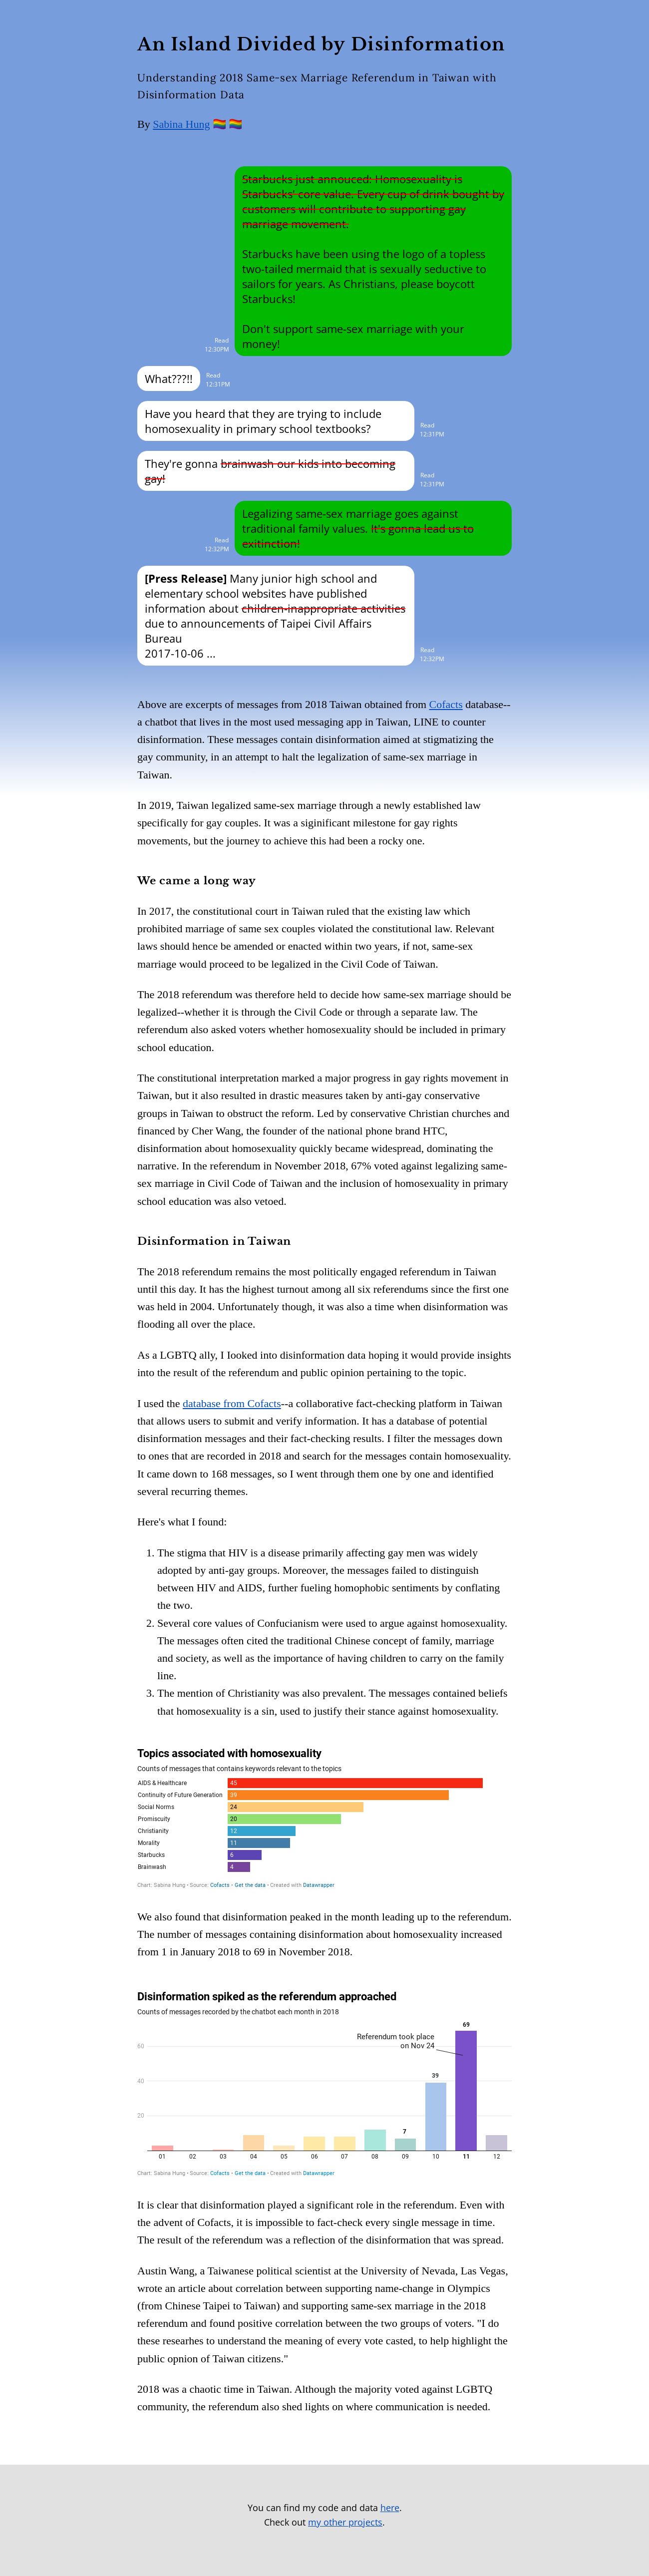 An Island Divided by Disinformation
Understanding 2018 Same-sex Marriage Referendum in Taiwan with
Disinformation Data
By Sabina Hung 🏳️‍🌈 🏳️‍🌈
Starbucks just annouced: Homosexuality is
Starbucks' core value. Every cup of drink bought by
customers will contribute to supporting gay
marriage movement.
Starbucks have been using the logo of a topless
two-tailed mermaid that is sexually seductive to
sailors for years. As Christians, please boycott
Starbucks!
Don't support same-sex marriage with your
money!
Read
12:30PM
What???!!
Read
12:31PM
Have you heard that they are trying to include
homosexuality in primary school textbooks?
Read
12:31PM
They're gonna brainwash our kids into becoming
gay!
Read
12:31PM
Legalizing same-sex marriage goes against
traditional family values. It's gonna lead us to
exitinction!
Read
12:32PM
[Press Release] Many junior high school and
elementary school websites have published
information about children-inappropriate activities
due to announcements of Taipei Civil Affairs
Bureau
2017-10-06 ...
Read
12:32PM
Above are excerpts of messages from 2018 Taiwan obtained from Cofacts database--
a chatbot that lives in the most used messaging app in Taiwan, LINE to counter
disinformation. These messages contain disinformation aimed at stigmatizing the
gay community, in an attempt to halt the legalization of same-sex marriage in
Taiwan.
In 2019, Taiwan legalized same-sex marriage through a newly established law
specifically for gay couples. It was a siginificant milestone for gay rights
movements, but the journey to achieve this had been a rocky one.
We came a long way
In 2017, the constitutional court in Taiwan ruled that the existing law which
prohibited marriage of same sex couples violated the constitutional law. Relevant
laws should hence be amended or enacted within two years, if not, same-sex
marriage would proceed to be legalized in the Civil Code of Taiwan.
The 2018 referendum was therefore held to decide how same-sex marriage should be
legalized--whether it is through the Civil Code or through a separate law. The
referendum also asked voters whether homosexuality should be included in primary
school education.
The constitutional interpretation marked a major progress in gay rights movement in
Taiwan, but it also resulted in drastic measures taken by anti-gay conservative
groups in Taiwan to obstruct the reform. Led by conservative Christian churches and
financed by Cher Wang, the founder of the national phone brand HTC,
disinformation about homosexuality quickly became widespread, dominating the
narrative. In the referendum in November 2018, 67% voted against legalizing same-
sex marriage in Civil Code of Taiwan and the inclusion of homosexuality in primary
school education was also vetoed.
Disinformation in Taiwan
The 2018 referendum remains the most politically engaged referendum in Taiwan
until this day. It has the highest turnout among all six referendums since the first one
was held in 2004. Unfortunately though, it was also a time when disinformation was
flooding all over the place.
As a LGBTQ ally, I Iooked into disinformation data hoping it would provide insights
into the result of the referendum and public opinion pertaining to the topic.
I used the database from Cofacts--a collaborative fact-checking platform in Taiwan
that allows users to submit and verify information. It has a database of potential
disinformation messages and their fact-checking results. I filter the messages down
to ones that are recorded in 2018 and search for the messages contain homosexuality.
It came down to 168 messages, so I went through them one by one and identified
several recurring themes.
Here's what I found:
1. The stigma that HIV is a disease primarily affecting gay men was widely
adopted by anti-gay groups. Moreover, the messages failed to distinguish
between HIV and AIDS, further fueling homophobic sentiments by conflating
the two.
2. Several core values of Confucianism were used to argue against homosexuality.
The messages often cited the traditional Chinese concept of family, marriage
and society, as well as the importance of having children to carry on the family
line.
3. The mention of Christianity was also prevalent. The messages contained beliefs
that homosexuality is a sin, used to justify their stance against homosexuality.
Topics associated with homosexuality
Counts of messages that contains keywords relevant to the topics
AIDS & Healthcare 45
Continuity of Future Generation 39
Social Norms 24
Promiscuity 20
Christianity 12
Morality 11
Starbucks 6
Brainwash 4
Chart: Sabina Hung • Source: Cofacts • Get the data • Created with Datawrapper
We also found that disinformation peaked in the month leading up to the referendum.
The number of messages containing disinformation about homosexuality increased
from 1 in January 2018 to 69 in November 2018.
Disinformation spiked as the referendum approached
Counts of messages recorded by the chatbot each month in 2018
69
Referendum took place
on Nov 24
60
40
39
20
7
01 02 03 04 05 06 07 08 09 10 11 12
Chart: Sabina Hung • Source: Cofacts • Get the data • Created with Datawrapper
It is clear that disinformation played a significant role in the referendum. Even with
the advent of Cofacts, it is impossible to fact-check every single message in time.
The result of the referendum was a reflection of the disinformation that was spread.
Austin Wang, a Taiwanese political scientist at the University of Nevada, Las Vegas,
wrote an article about correlation between supporting name-change in Olympics
(from Chinese Taipei to Taiwan) and supporting same-sex marriage in the 2018
referendum and found positive correlation between the two groups of voters. "I do
these researhes to understand the meaning of every vote casted, to help highlight the
public opnion of Taiwan citizens."
2018 was a chaotic time in Taiwan. Although the majority voted against LGBTQ
community, the referendum also shed lights on where communication is needed.
You can find my code and data here.
Check out my other projects.